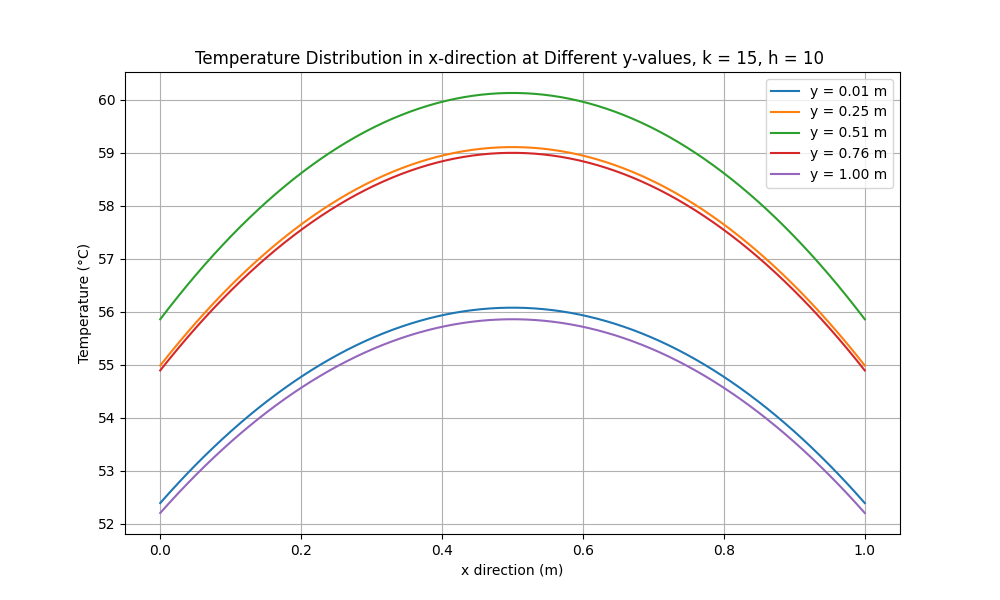 Temperature Distribution in x-direction at Different y-values, k = 15, h = 10
y = 0.01 m
y = 0.25 m
y = 0.51 m
y = 0.76 m
y = 1.00 m
Temperature (°C)
60
59
58
57
56
55
54
53
52
0.0 0.2 0.4 0.6 0.8 1.0
x direction (m)